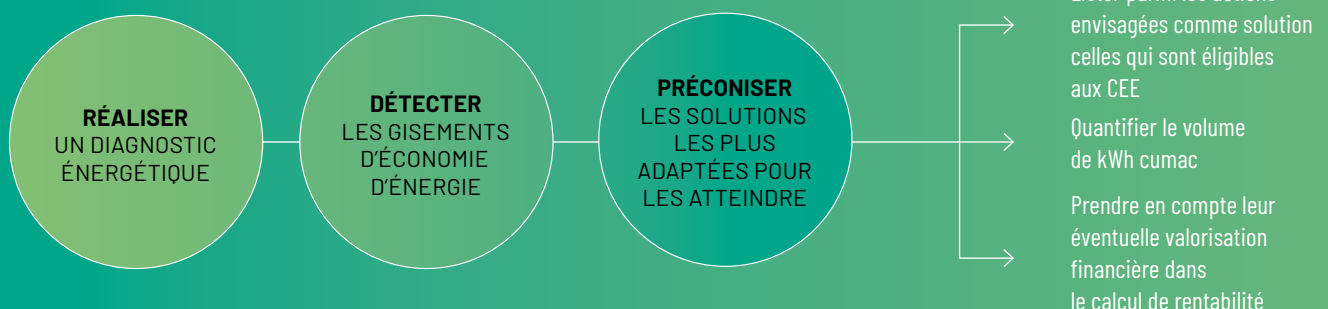 RÉALISER
UN DIAGNOSTIC
ÉNERGÉTIQUE
DÉTECTER
LES GISEMENTS
D'ÉCONOMIE
D'ÉNERGIE
PRÉCONISER
LES SOLUTIONS
LES PLUS
ADAPTÉES POUR
LES ATTEINDRE
envisagées comme solution
celles qui sont éligibles
aux CEE
Quantifier le volume
de kWh cumac
Prendre en compte leur
éventuelle valorisation
financière dans
le calcul de rentabilité